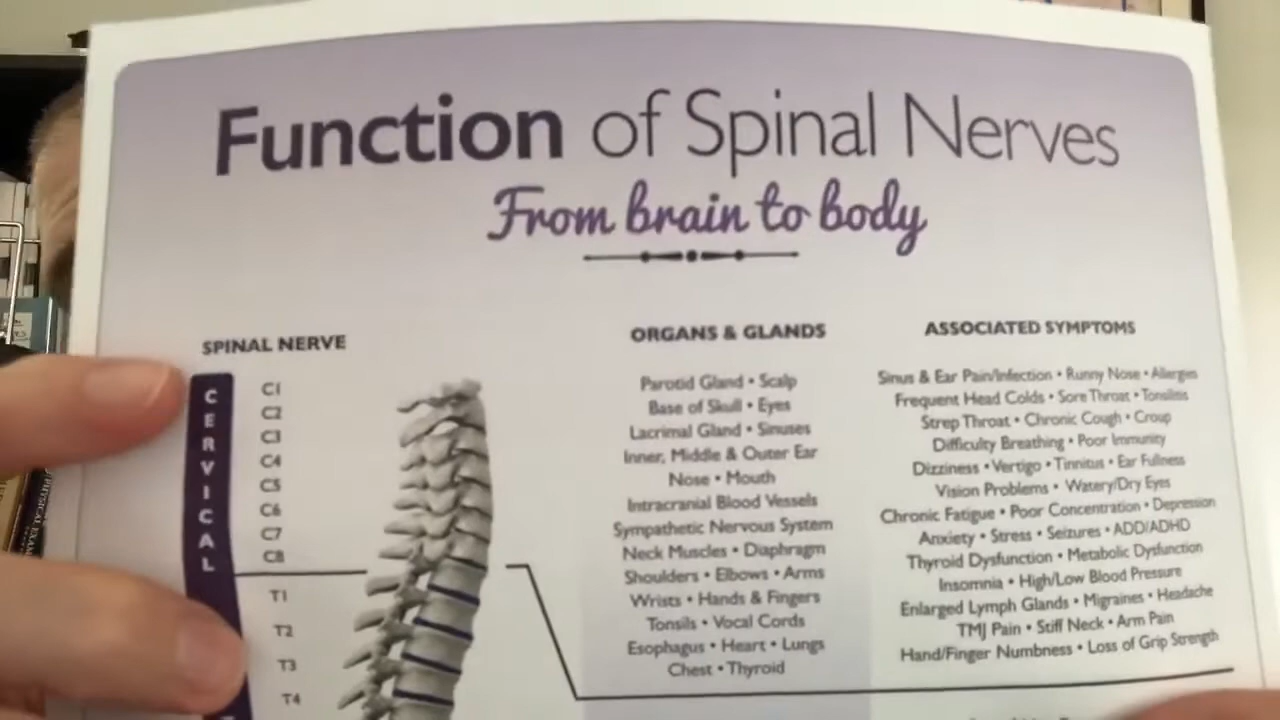 Function of Spinal Nerves
From brain to body
SPINAL NERVE
ORGANS & GLANDS
ASSOCIATED SYMPTOMS
CERVICAL
C1
C2
C3
C4
C5
C6
C7
C8
T1
T2
T3
T4
Parotid Gland • Scalp
Base of Skull • Eyes
Lacrimal Gland • Sinuses
Inner, Middle & Outer Ear
Nose • Mouth
Intracranial Blood Vessels
Sympathetic Nervous System
Neck Muscles • Diaphragm
Shoulders • Elbows • Arms
Wrists • Hands & Fingers
Tonsils • Vocal Cords
Esophagus • Heart • Lungs
Chest • Thyroid
Sinus & Ear Pain/Infection • Runny Nose • Allergies
Frequent Head Colds • Sore Throat • Tonsilitis
Strep Throat • Chronic Cough • Croup
Difficulty Breathing • Poor Immunity
Dizziness • Vertigo • Tinnitus • Ear Fullness
Vision Problems • Watery/Dry Eyes
Chronic Fatigue • Poor Concentration • Depression
Anxiety • Stress • Seizures • ADD/ADHD
Thyroid Dysfunction • Metabolic Dysfunction
Insomnia • High/Low Blood Pressure
Enlarged Lymph Glands • Migraines • Headache
TMJ Pain • Stiff Neck • Arm Pain
Hand/Finger Numbness • Loss of Grip Strength